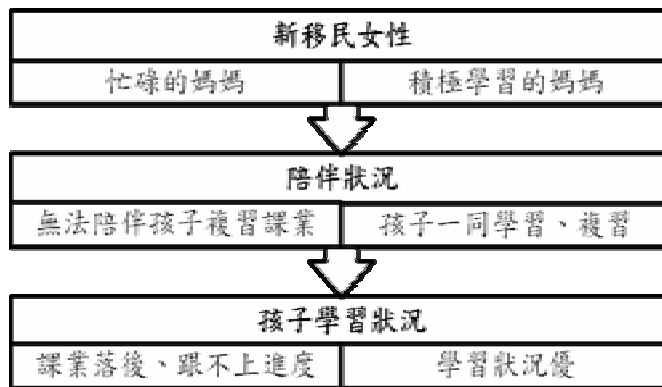 新移民女性
忙碌的媽媽 積極學習的媽媽
陪伴狀況
無法陪伴孩子複習課業 孩子一同學習、複習
孩子學習狀況
課業落後、跟不上進度 學習狀況優